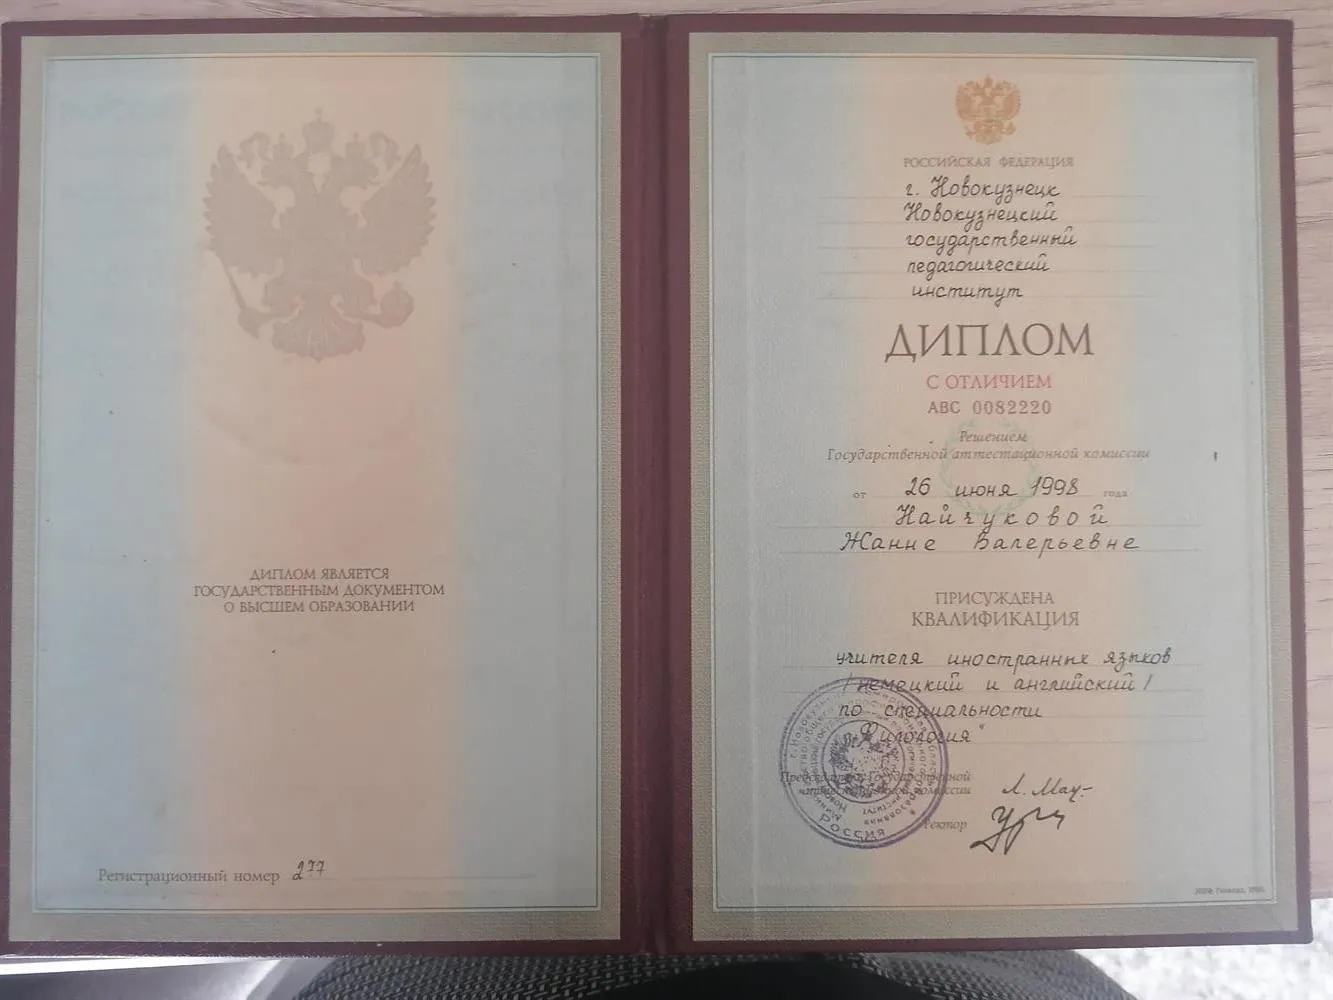 ДИПЛОМ ЯВЛЯЕТСЯ
ГОСУДАРСТВЕННЫМ ДОКУМЕНТОМ
О ВЫСШЕМ ОБРАЗОВАНИИ
Регистрационный номер 277
РОССИЙСКАЯ ФЕДЕРАЦИЯ
г. Новокузнецк
Новокузнецкий
государственный
педагогический
институт
ДИПЛОМ
С ОТЛИЧИЕМ
АВС 0082220
Решением
Государственной аттестационной комиссии
от 26 июня 1998 года
Найчуковой
Жанне Валерьевне
ПРИСУЖДЕНА
КВАЛИФИКАЦИЯ
учителя иностранных языков
/немецкий и английский/
по специальности
"Филология"
Председатель Государственной
аттестационной комиссии
Ректор
РОССИЯ